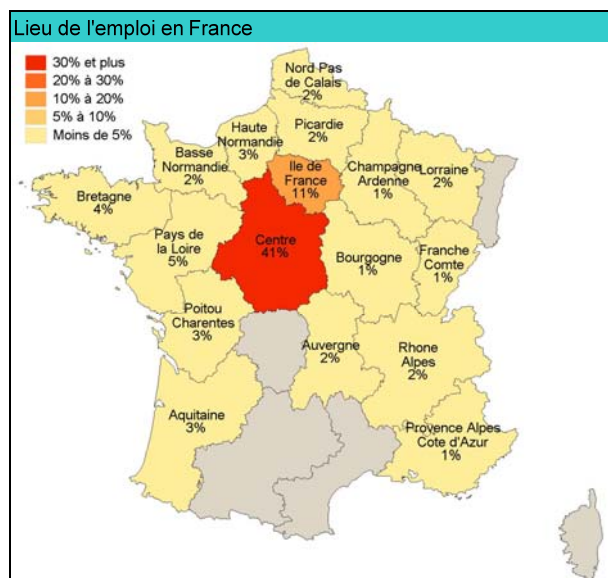 Lieu de l'emploi en France
30% et plus
20% à 30%
10% à 20%
5% à 10%
Moins de 5%
Nord Pas
de Calais
2%
Picardie
2%
Haute
Normandie
3%
Basse
Normandie
2%
Ile de
France
11%
Champagne
Ardenne
1%
Lorraine
2%
Bretagne
4%
Pays de
la Loire
5%
Centre
41%
Bourgogne
1%
Franche
Comte
1%
Poitou
Charentes
3%
Auvergne
2%
Rhone
Alpes
2%
Aquitaine
3%
Provence Alpes
Cote d'Azur
1%